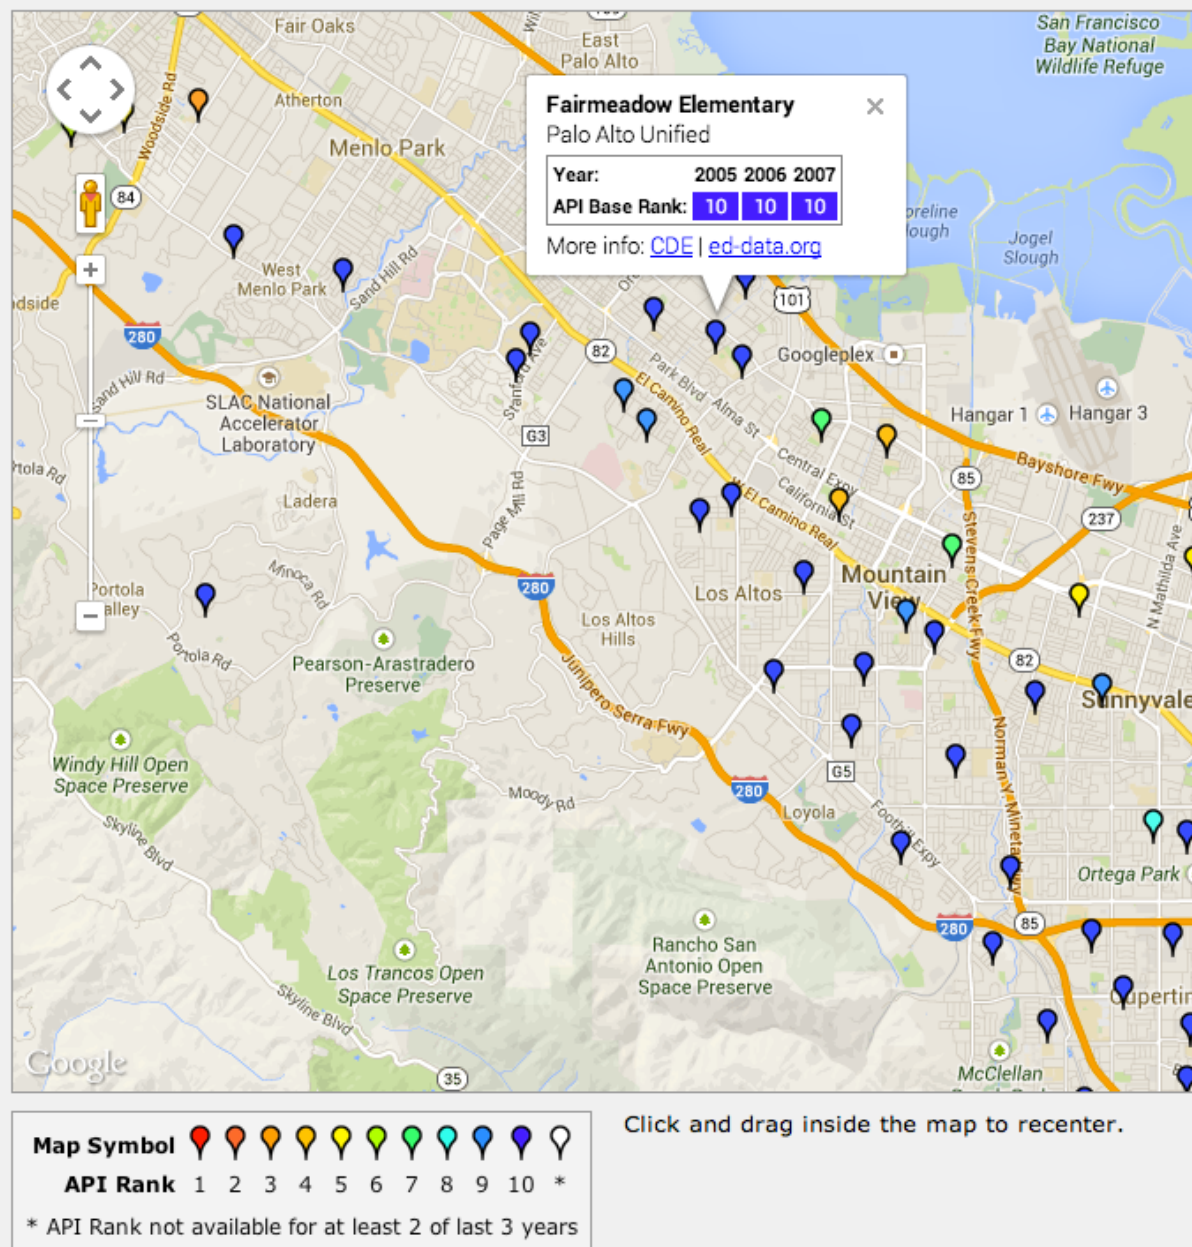 Fair Oaks
East
Palo Alto
San Francisco
Bay National
Wildlife Refuge
Woodside Rd
Atherton
Menlo Park
84
Fairmeadow Elementary
Palo Alto Unified
Year: 2005 2006 2007
API Base Rank: 10 10 10
More info: CDE | ed-data.org
Jogel
Slough
West
Menlo Park
Sand Hill Rd
280
101
82
Googleplex
Park Blvd
Alma St
El Camino Real
Stanford Ave
Sand Hill Rd
SLAC National
Accelerator
Laboratory
Hangar 1
Hangar 3
G3
Central Expy
California St
W El Camino Real
Bayshore Fwy
85
237
Page Mill Rd
Ladera
Stevens Creek Fwy
N Mathilda Ave
Minoca Rd
280
Los Altos
Mountain
View
Portola
Portola Rd
Los Altos
Hills
Pearson-Arastradero
Preserve
82
Sunnyvale
Junipero Serra Fwy
Windy Hill Open
Space Preserve
G5
280
Moody Rd
Loyola
Foothill Expy
Skyline Blvd
Ortega Park
280
85
Rancho San
Antonio Open
Space Preserve
Los Trancos Open
Space Preserve
Skyline Blvd
35
McClellan
Google
Map Symbol
API Rank 1 2 3 4 5 6 7 8 9 10 *
* API Rank not available for at least 2 of last 3 years
Click and drag inside the map to recenter.